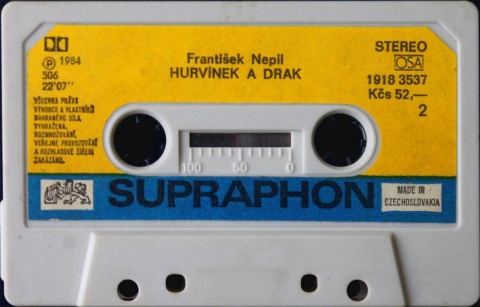 ℗ 1984
506
22'07''
VŠECHNA PRÁVA
VÝROBCE A VLASTNÍKŮ
NAHRANÉHO DÍLA
VYHRAŽENA.
ROZMNOŽOVÁNÍ,
VEŘEJNÉ PROVOZOVÁNÍ
A ROZHLASOVÉ ŠÍŘENÍ
ZAKÁZÁNO.
František Nepil
HURVÍNEK A DRAK
STEREO
OSA
1918 3537
Kčs 52,—
2
100 50 0
SUPRAPHON
MADE IN
CZECHOSLOVAKIA